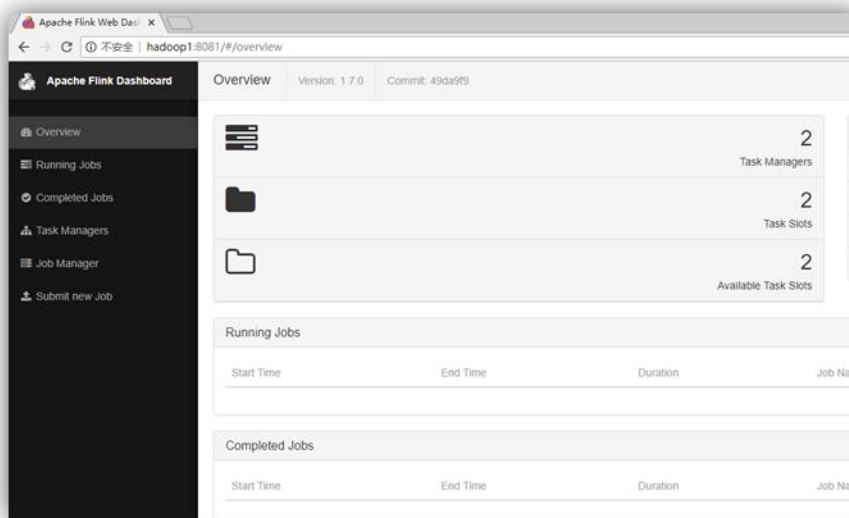 Apache Flink Web Das
不安全 | hadoop1:8081/#/overview
Apache Flink Dashboard
Overview
Version: 1.7.0
Commit: 49da9f9
Overview
Running Jobs
Completed Jobs
Task Managers
Job Manager
Submit new Job
2
Task Managers
2
Task Slots
2
Available Task Slots
Running Jobs
Start Time End Time Duration Job Na
Completed Jobs
Start Time End Time Duration Job Na